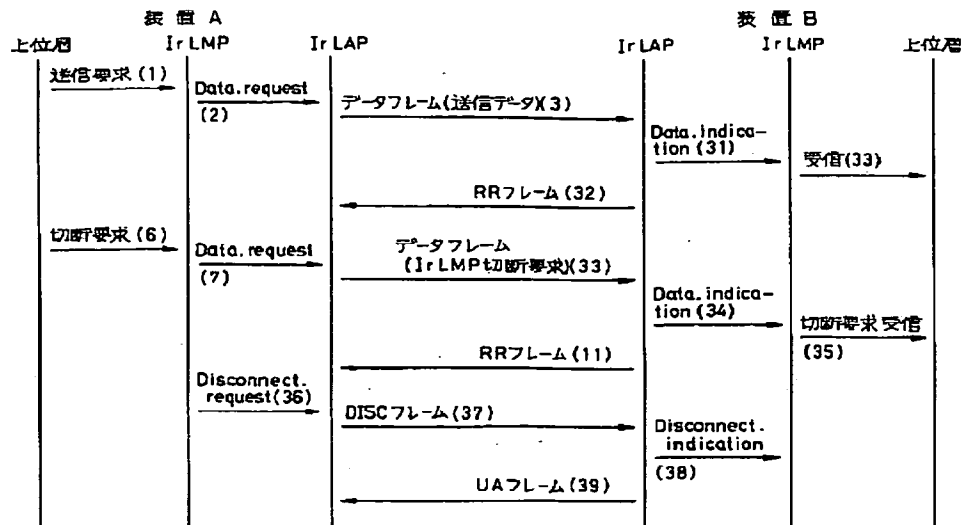 装置A 装置B
上位層 IrLMP IrLAP IrLAP IrLMP 上位層
送信要求(1)
Data.request
(2)
データフレーム(送信データ)(3)
Data.indica-
tion(31)
受信(33)
RRフレーム(32)
切断要求(6)
Data.request
(7)
データフレーム
(IrLMP切断要求)(33)
Data.indica-
tion(34)
切断要求受信
(35)
RRフレーム(11)
Disconnect.
request(36)
DISCフレーム(37)
Disconnect.
indication
(38)
UAフレーム(39)